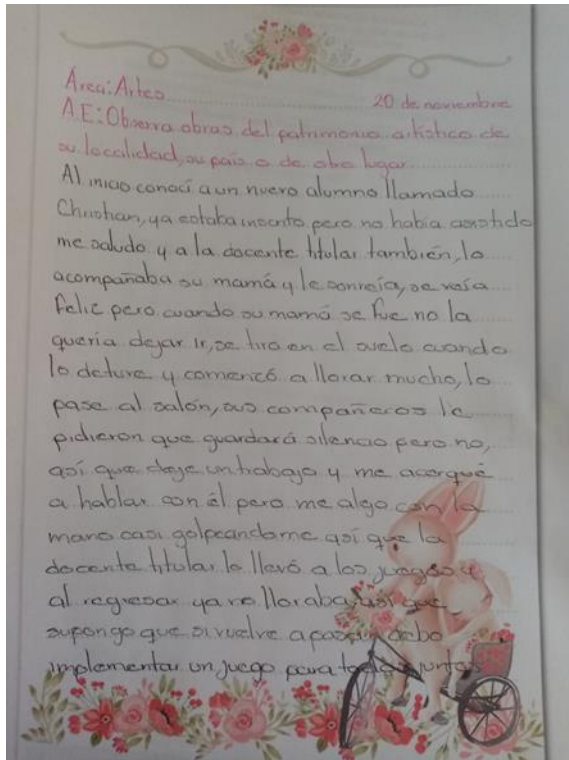 Área: Artes
20 de noviembre
AE: Observa obras del patrimonio artístico de
su localidad, su país o de otro lugar
Al inicio conocí a un nuevo alumno llamado
Christian, ya estaba inscrito pero no había asistido
me saludo y a la docente titular también, lo
acompañaba su mamá y le sonreía, se veía
feliz pero cuando su mamá se fue no la
quería dejar ir, se tiro en el suelo cuando
lo detuve y comenzó a llorar mucho, lo
pase al salón, sus compañeros le
pidieron que guardará silencio pero no,
así que deje un trabajo y me acerqué
a hablar con él pero me algo con la
mano casi golpeandome así que la
docente titular lo llevó a los juegos y
al regresar ya no lloraba, así que
supongo que si vuelve a pasar debo
implementar un juego para todos juntos